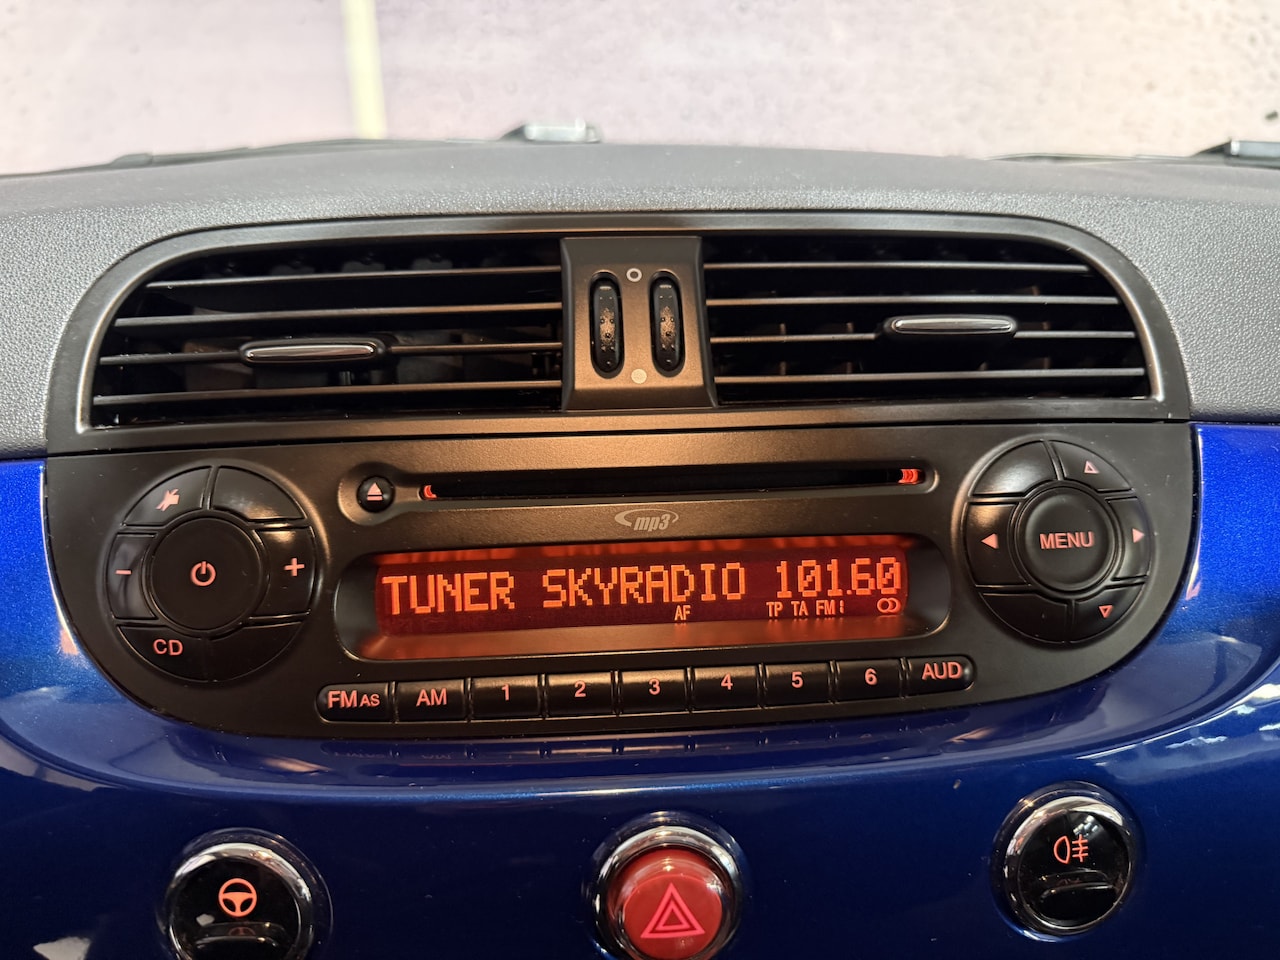 mp3
TUNER SKYRADIO 101.60
AF TP TA FM1
MENU
CD
FM AS AM 1 2 3 4 5 6 AUD